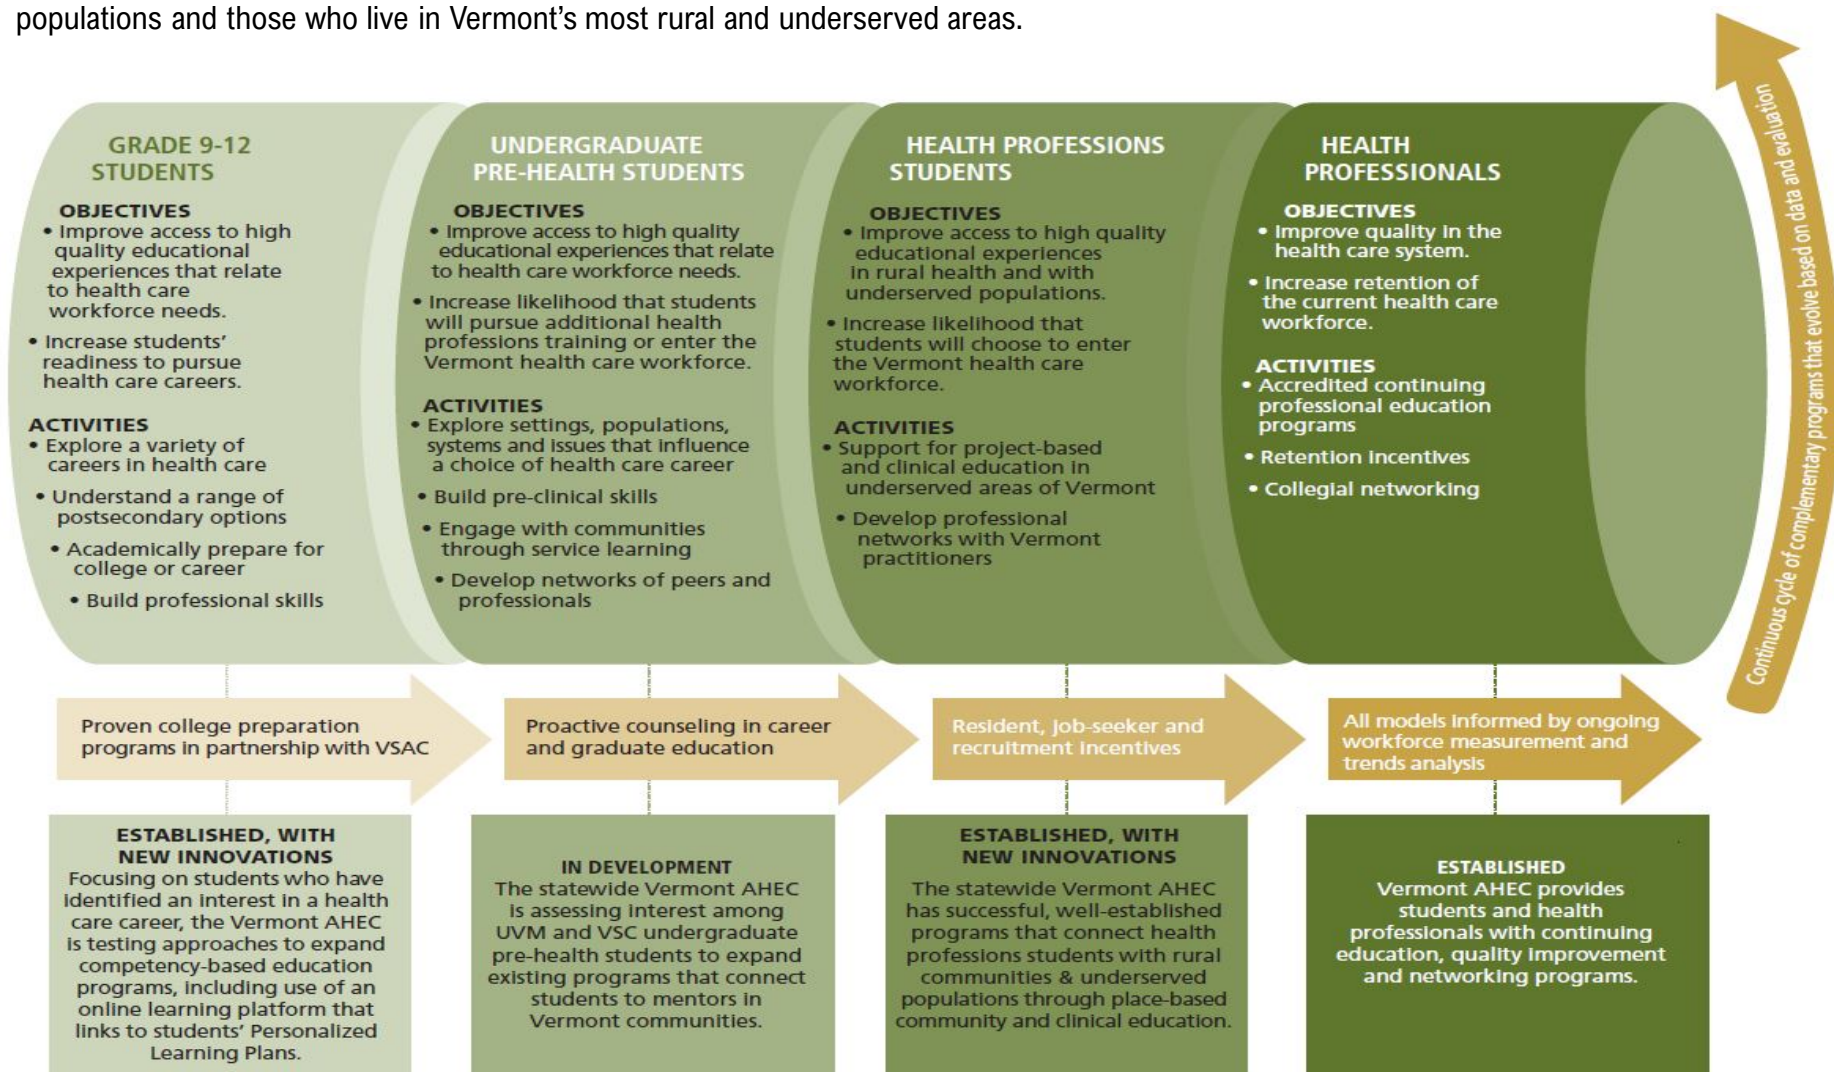 populations and those who live in Vermont's most rural and underserved areas.
GRADE 9-12
STUDENTS
OBJECTIVES
• Improve access to high
quality educational
experiences that relate
to health care
workforce needs.
• Increase students'
readiness to pursue
health care careers.
ACTIVITIES
• Explore a variety of
careers in health care
• Understand a range of
postsecondary options
• Academically prepare for
college or career
• Build professional skills
UNDERGRADUATE
PRE-HEALTH STUDENTS
OBJECTIVES
• Improve access to high quality
educational experiences that relate
to health care workforce needs.
• Increase likelihood that students
will pursue additional health
professions training or enter the
Vermont health care workforce.
ACTIVITIES
• Explore settings, populations,
systems and issues that influence
a choice of health care career
• Build pre-clinical skills
• Engage with communities
through service learning
• Develop networks of peers and
professionals
HEALTH PROFESSIONS
STUDENTS
OBJECTIVES
• Improve access to high quality
educational experiences
in rural health and with
underserved populations.
• Increase likelihood that
students will choose to enter
the Vermont health care
workforce.
ACTIVITIES
• Support for project-based
and clinical education in
underserved areas of Vermont
• Develop professional
networks with Vermont
practitioners
HEALTH
PROFESSIONALS
OBJECTIVES
• Improve quality in the
health care system.
• Increase retention of
the current health care
workforce.
ACTIVITIES
• Accredited continuing
professional education
programs
• Retention incentives
• Collegial networking
Continuous cycle of complementary programs that evolve based on data and evaluation
Proven college preparation
programs in partnership with VSAC
Proactive counseling in career
and graduate education
Resident, job-seeker and
recruitment incentives
All models informed by ongoing
workforce measurement and
trends analysis
ESTABLISHED, WITH
NEW INNOVATIONS
Focusing on students who have
identified an interest in a health
care career, the Vermont AHEC
is testing approaches to expand
competency-based education
programs, including use of an
online learning platform that
links to students' Personalized
Learning Plans.
IN DEVELOPMENT
The statewide Vermont AHEC
is assessing interest among
UVM and VSC undergraduate
pre-health students to expand
existing programs that connect
students to mentors in
Vermont communities.
ESTABLISHED, WITH
NEW INNOVATIONS
The statewide Vermont AHEC
has successful, well-established
programs that connect health
professions students with rural
communities & underserved
populations through place-based
community and clinical education.
ESTABLISHED
Vermont AHEC provides
students and health
professionals with continuing
education, quality improvement
and networking programs.